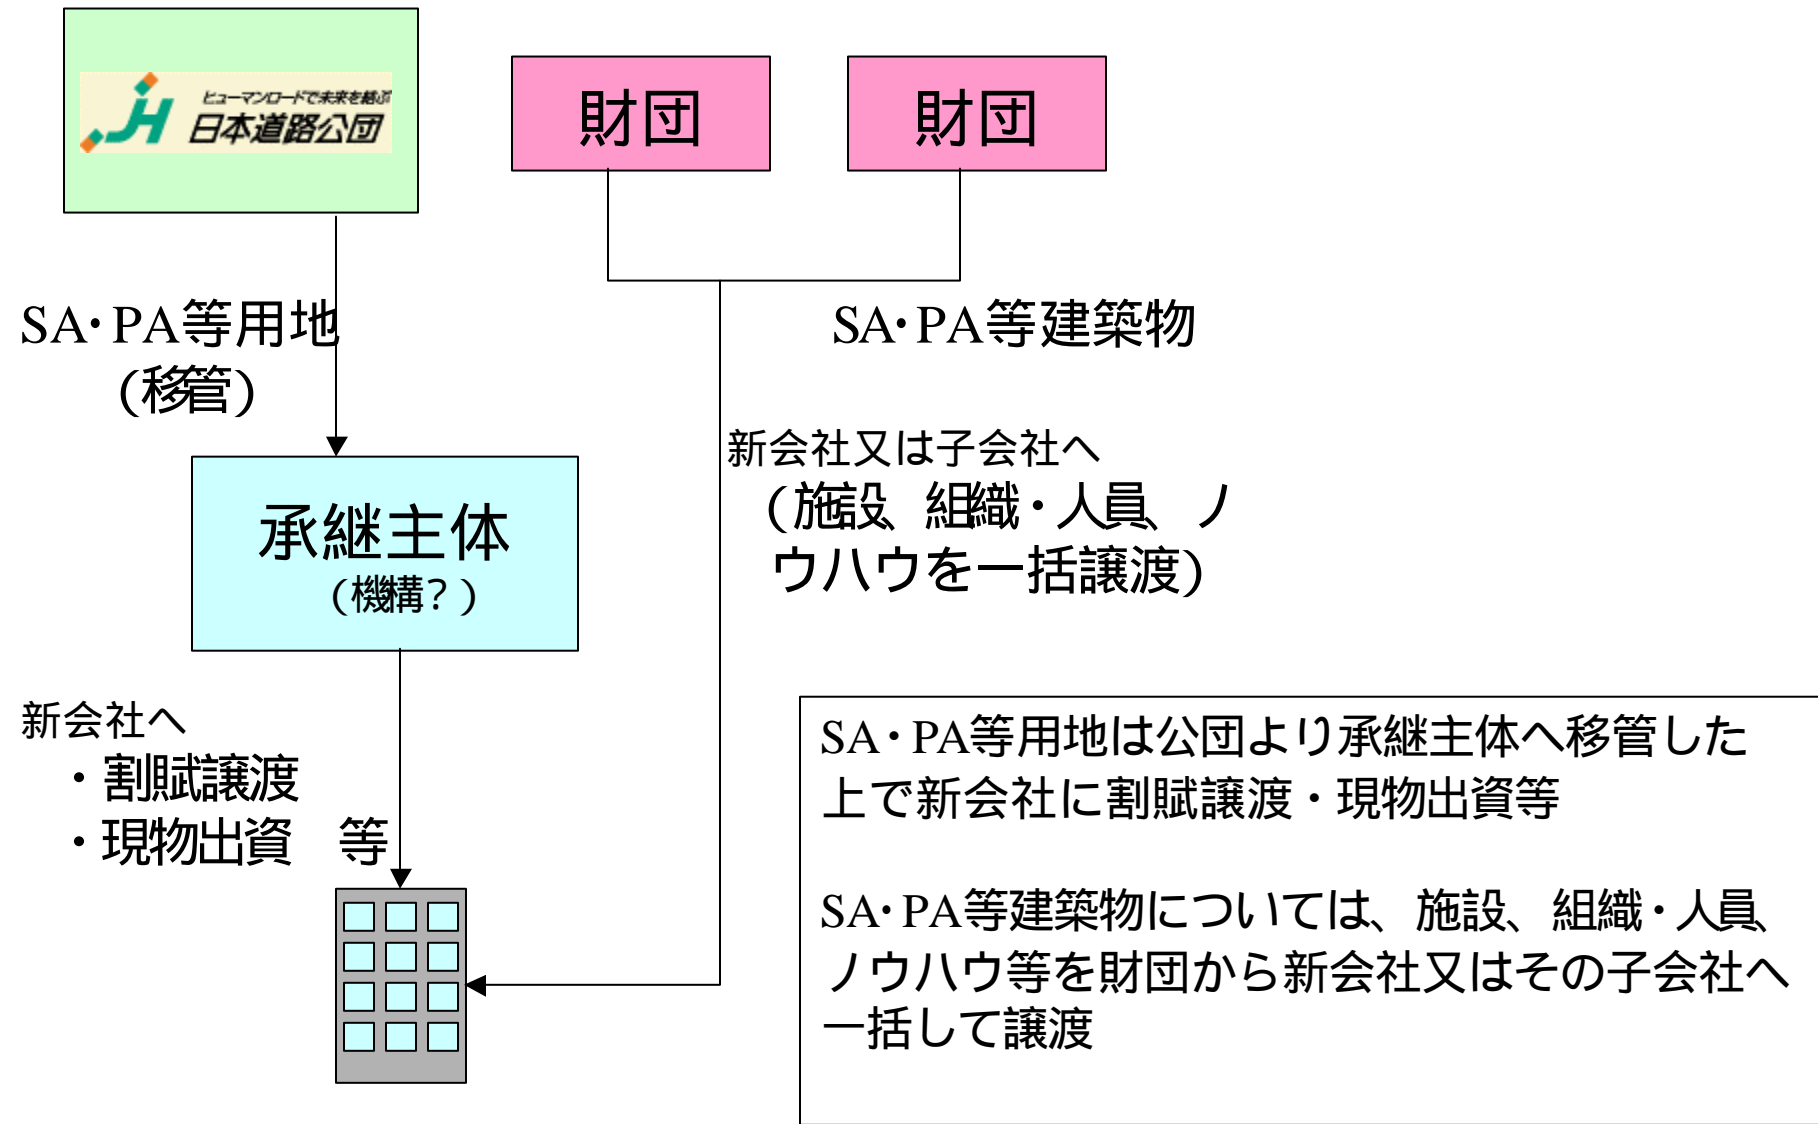 JH
ヒューマンロードで未来を結ぶ
日本道路公団
財団
財団
SA・PA等用地
(移管)
SA・PA等建築物
新会社又は子会社へ
(施設、組織・人員、ノ
ウハウを一括譲渡)
承継主体
(機構?)
新会社へ
・割賦譲渡
・現物出資 等
SA・PA等用地は公団より承継主体へ移管した
上で新会社に割賦譲渡・現物出資等
SA・PA等建築物については、施設、組織・人員、
ノウハウ等を財団から新会社又はその子会社へ
一括して譲渡